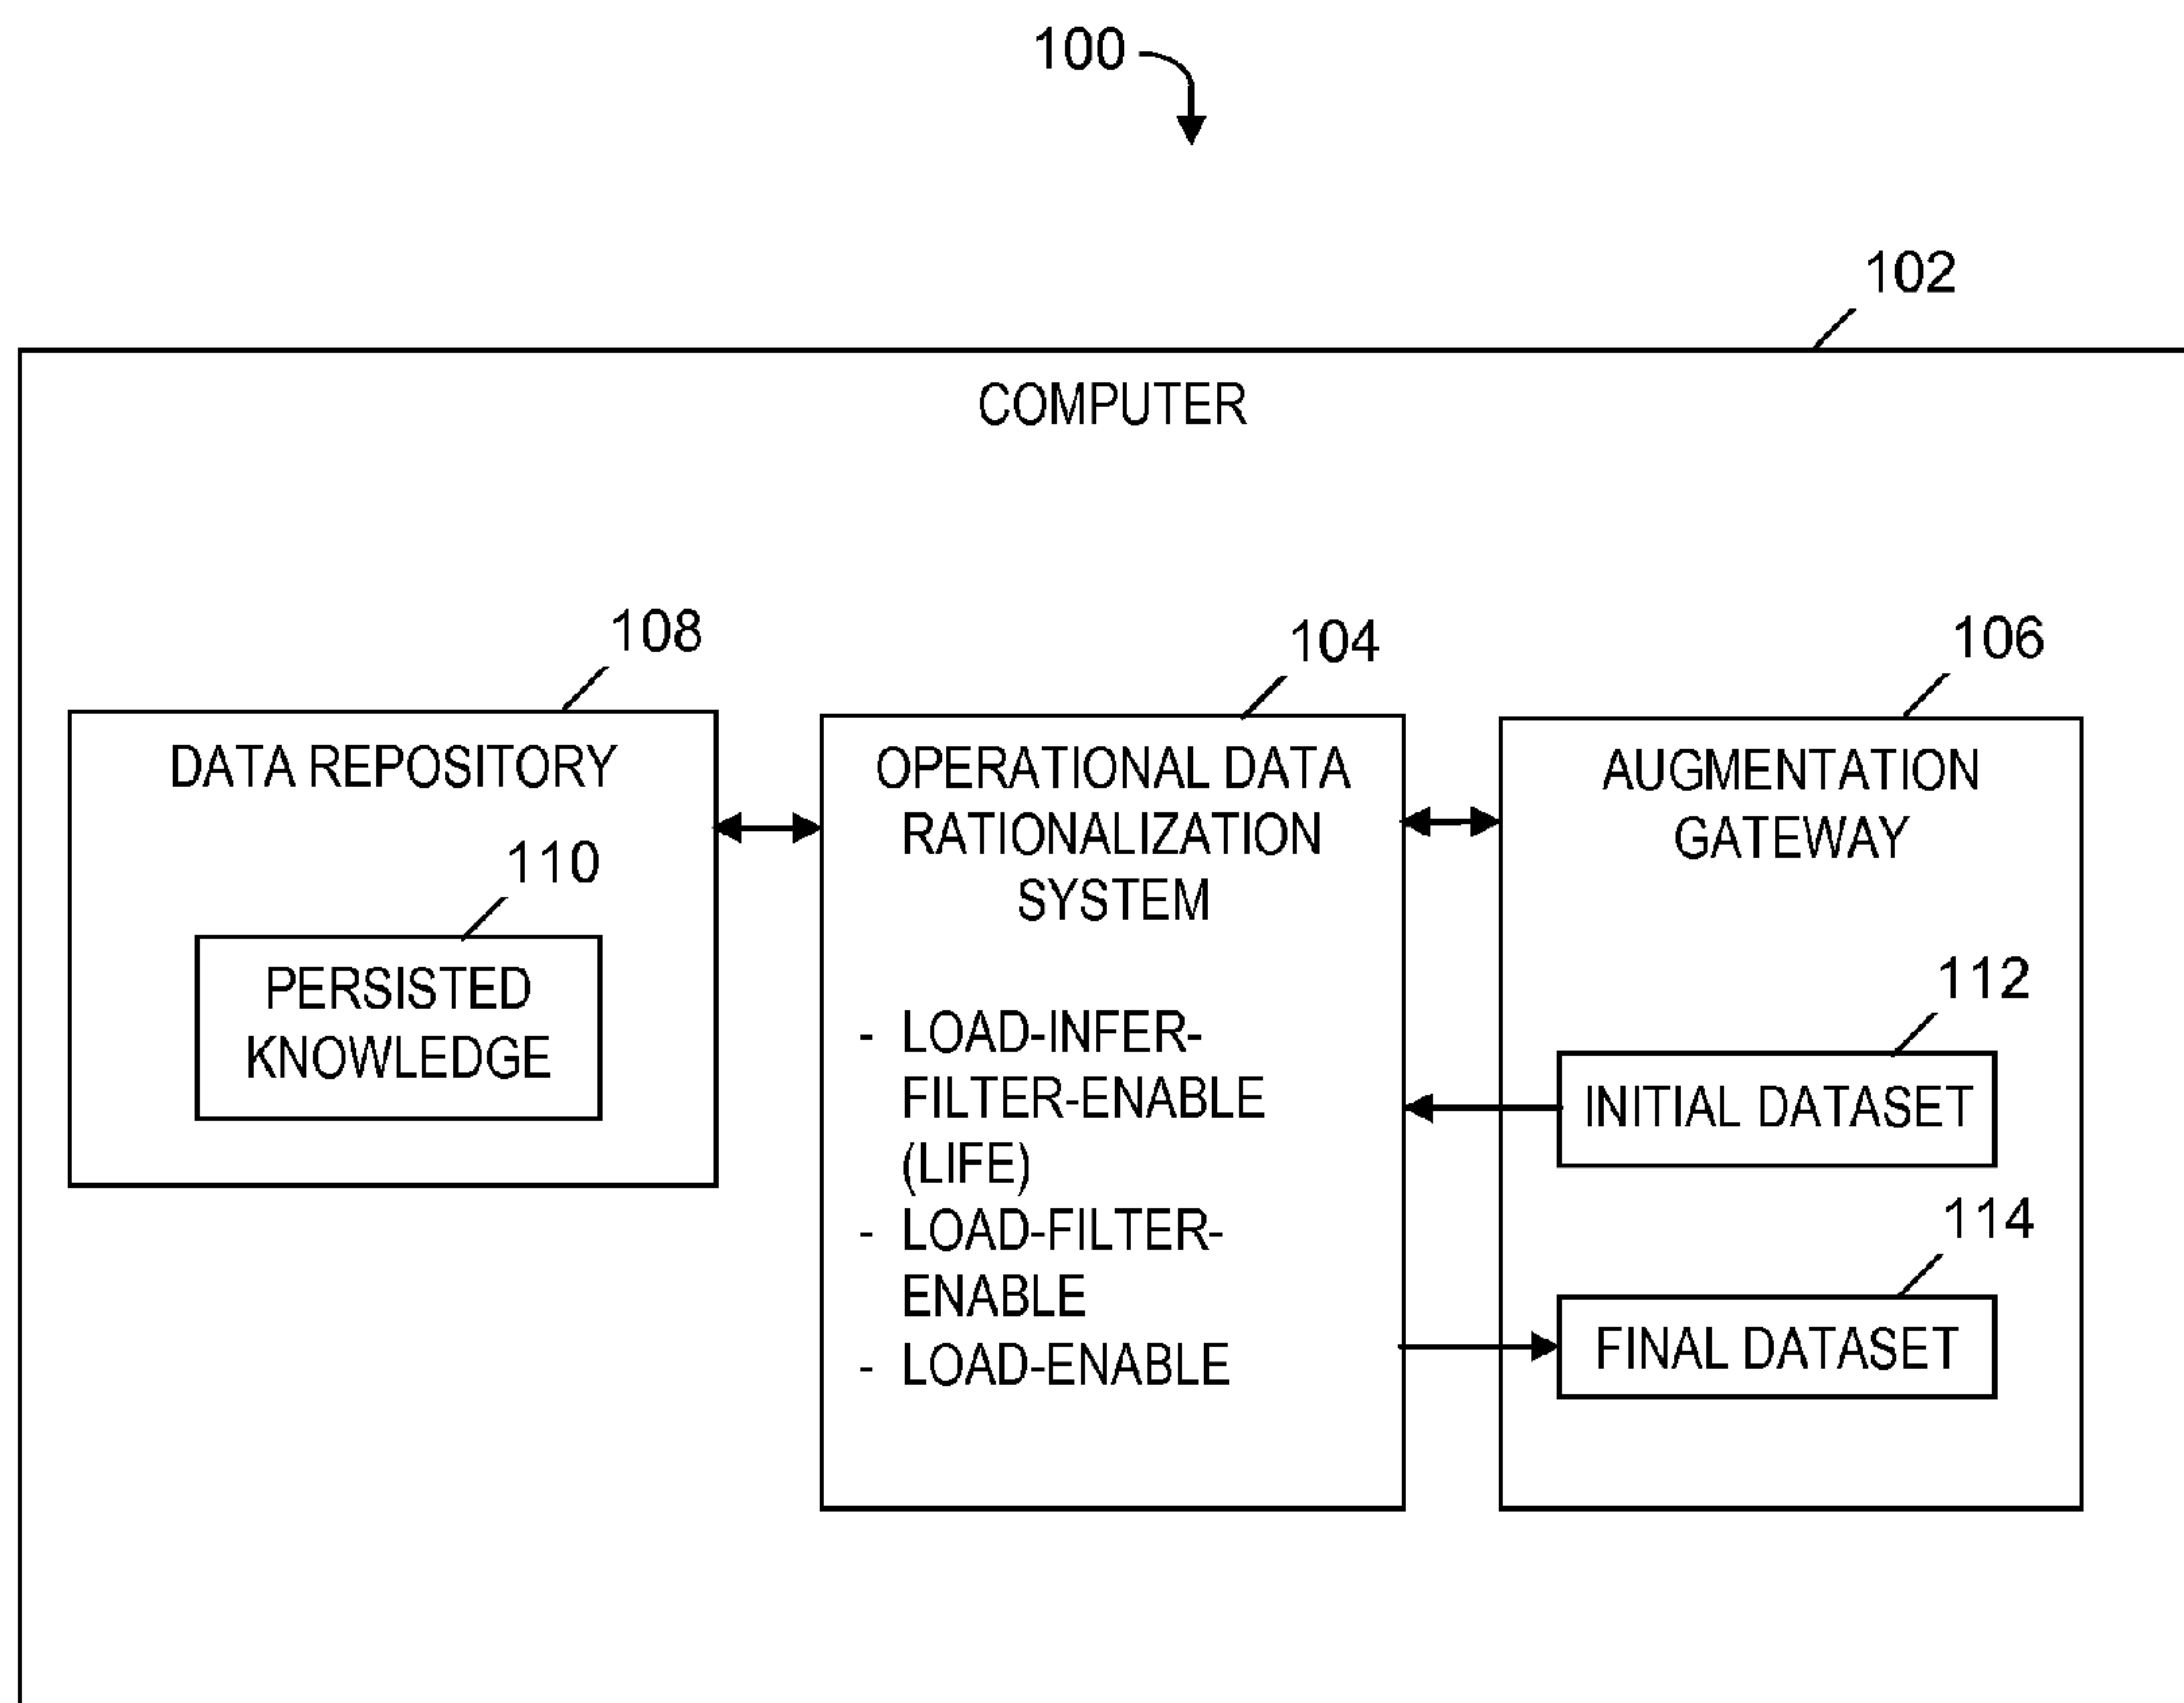 100
102
COMPUTER
108
DATA REPOSITORY
110
PERSISTED
KNOWLEDGE
104
OPERATIONAL DATA
RATIONALIZATION
SYSTEM
- LOAD-INFER-
FILTER-ENABLE
(LIFE)
- LOAD-FILTER-
ENABLE
- LOAD-ENABLE
106
AUGMENTATION
GATEWAY
112
INITIAL DATASET
114
FINAL DATASET